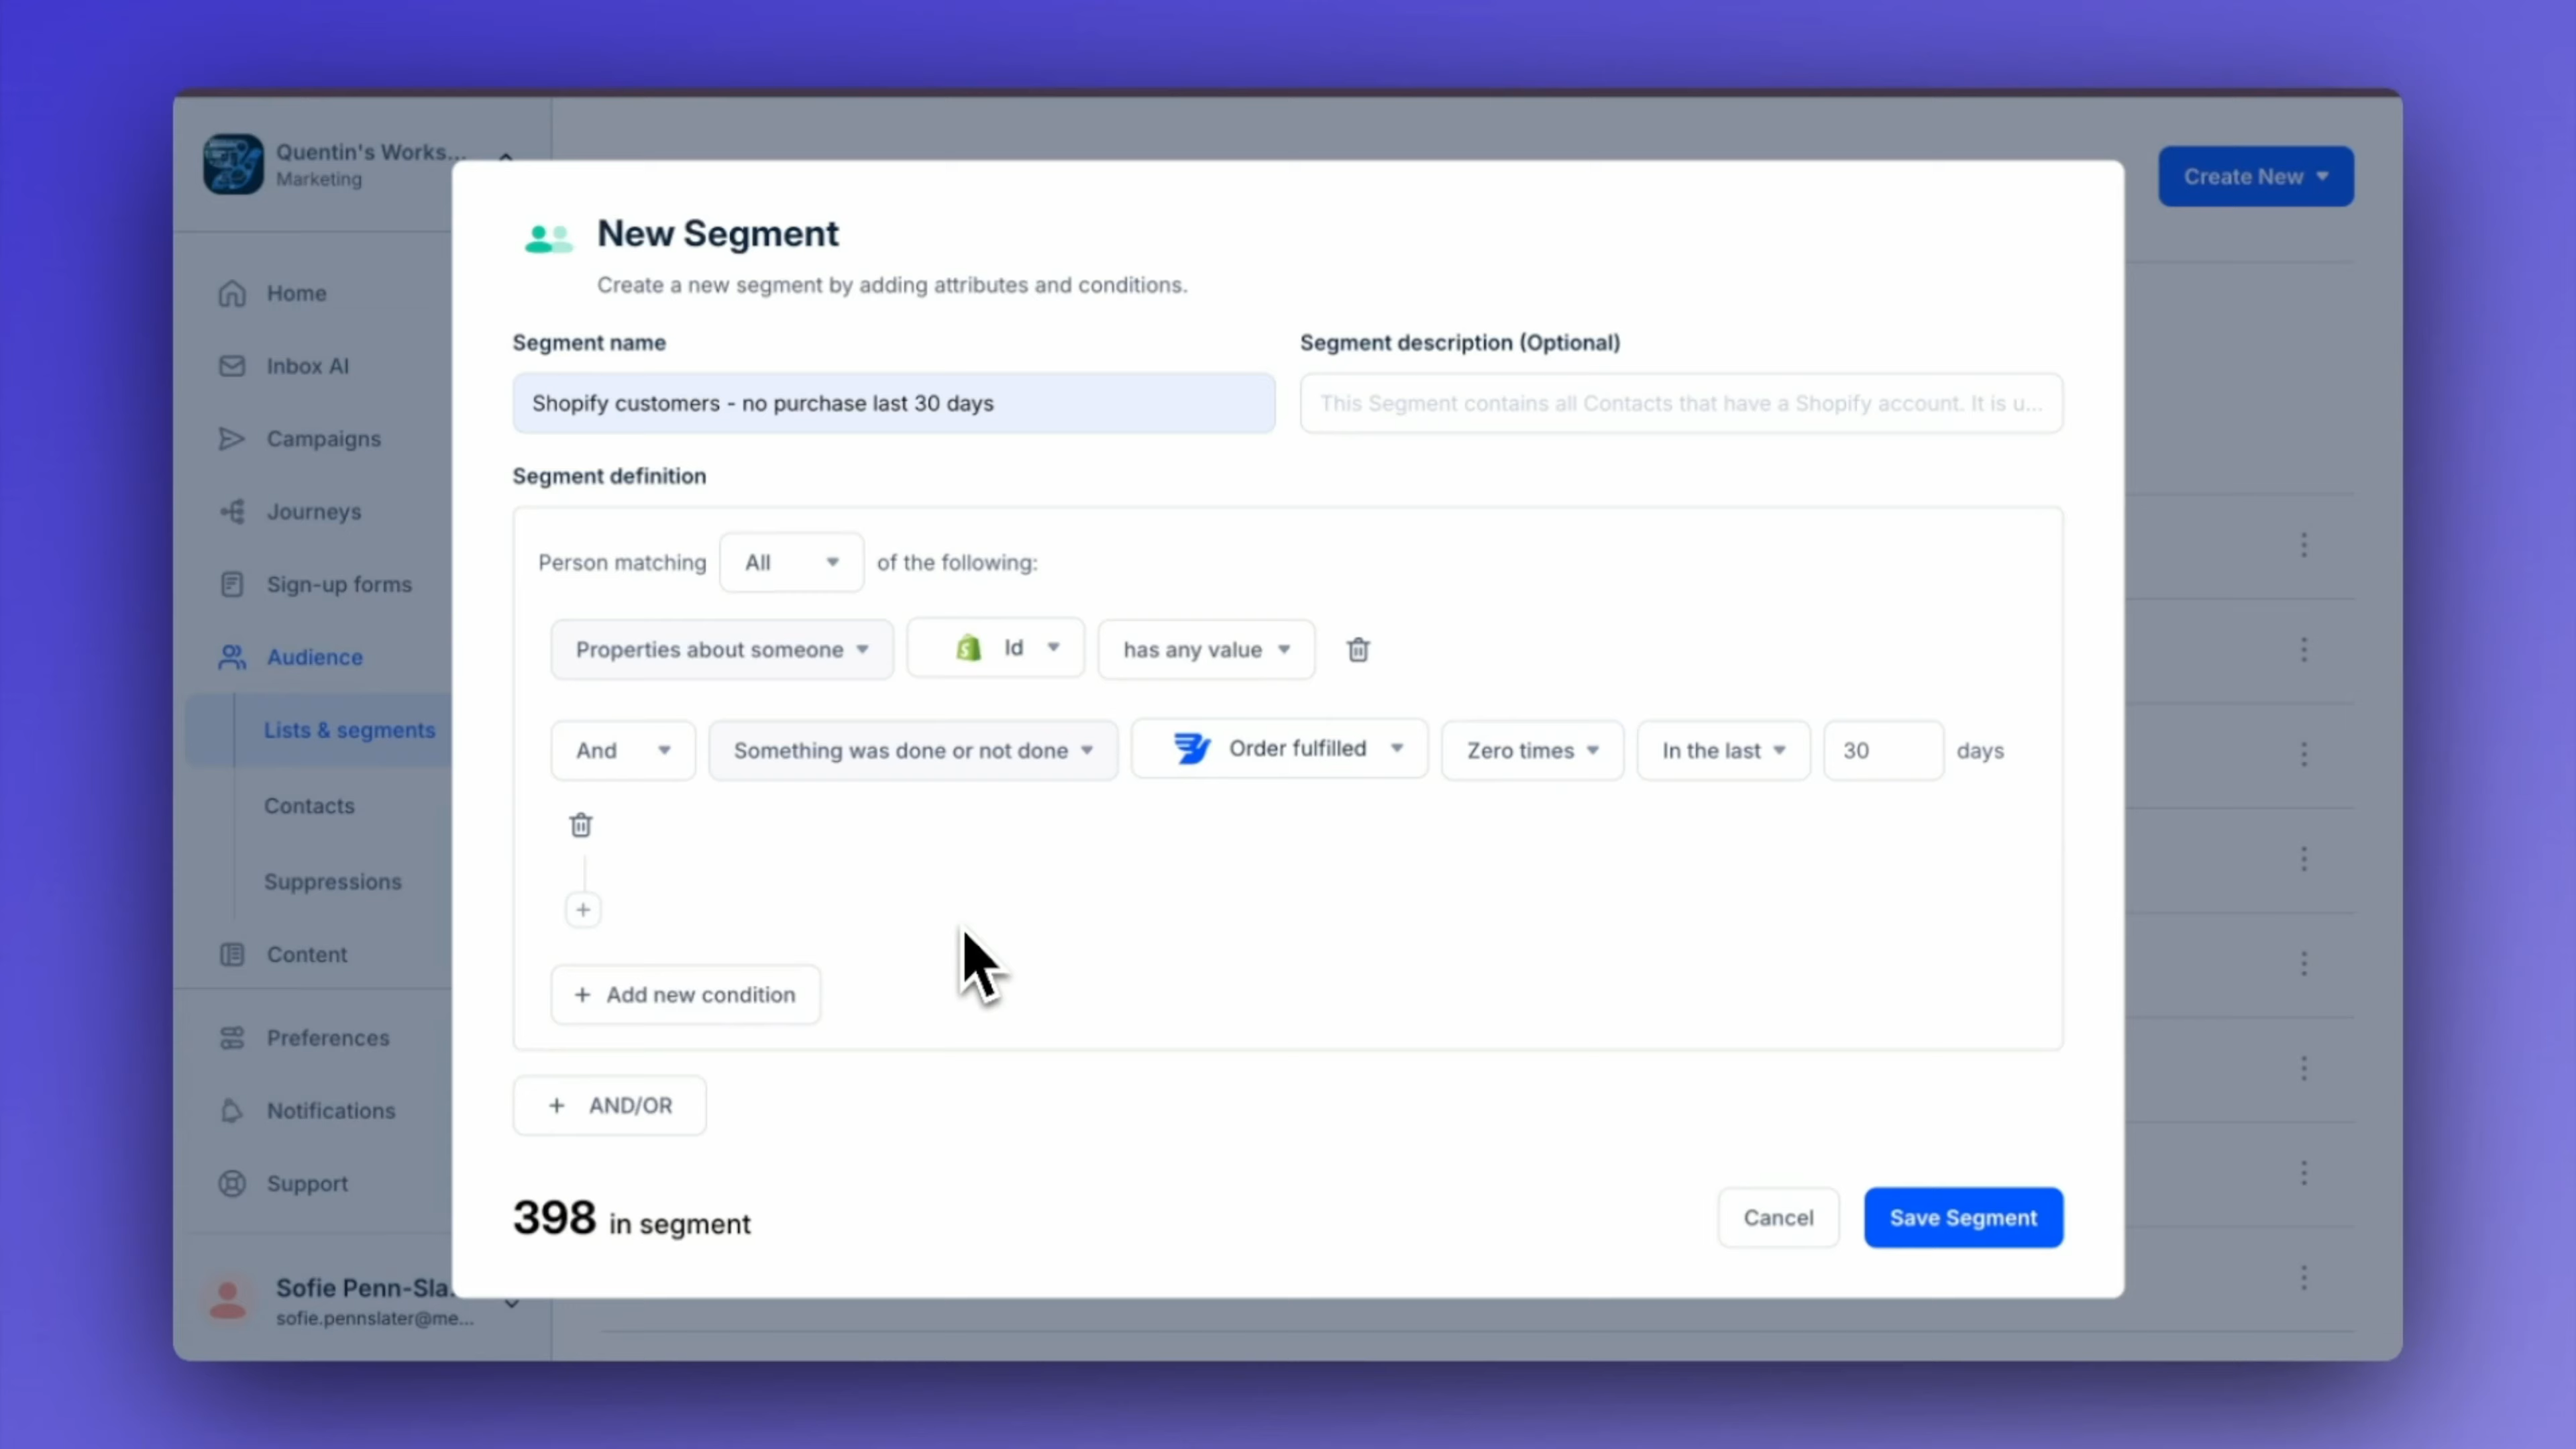 Quentin's Works...
Marketing
Create New
Home
Inbox AI
Campaigns
Journeys
Sign-up forms
Audience
Lists & segments
Contacts
Suppressions
Content
Preferences
Notifications
Support
Sofie Penn-Sla.
sofie.pennslater@me...
New Segment
Create a new segment by adding attributes and conditions.
Segment name
Segment description (Optional)
Shopify customers - no purchase last 30 days
This Segment contains all Contacts that have a Shopify account. It is u...
Segment definition
Person matching All of the following:
Properties about someone Id has any value
And Something was done or not done Order fulfilled Zero times In the last 30 days
+ Add new condition
+ AND/OR
398 in segment
Cancel
Save Segment